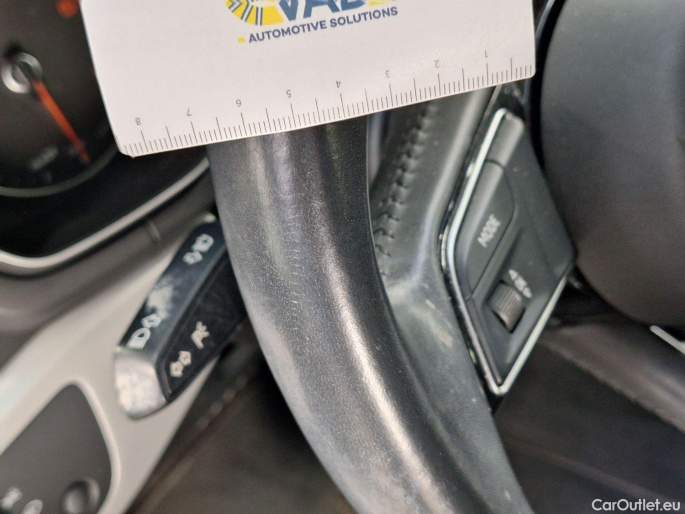 AUTOMOTIVE SOLUTIONS
8 7 6 5 4 3 2 1
MODE
CarOutlet.eu